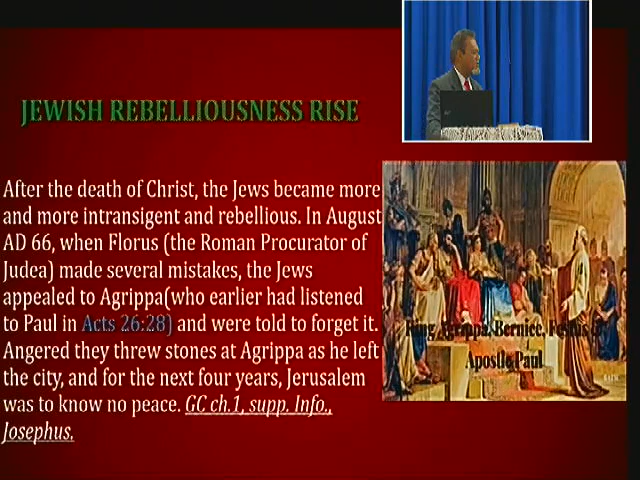 JEWISH REBELLIOUSNESS RISE
After the death of Christ, the Jews became more
and more intransigent and rebellious. In August
AD 66, when Florus (the Roman Procurator of
Judea) made several mistakes, the Jews
appealed to Agrippa(who earlier had listened
to Paul in Acts 26:28) and were told to forget it.
Angered they threw stones at Agrippa as he left
the city, and for the next four years, Jerusalem
was to know no peace. GC ch.1, supp. Info.,
Josephus.
King Agrippa, Bernice, Festus
Apostle Paul